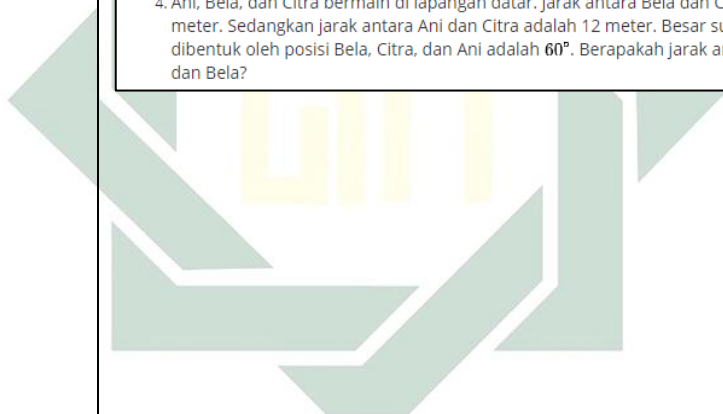 4. Ani, Bela, dan Citra bermain di lapangan datar. Jarak antara Bela dan
meter. Sedangkan jarak antara Ani dan Citra adalah 12 meter. Besar
dibentuk oleh posisi Bela, Citra, dan Ani adalah 60°. Berapakah jarak
dan Bela?